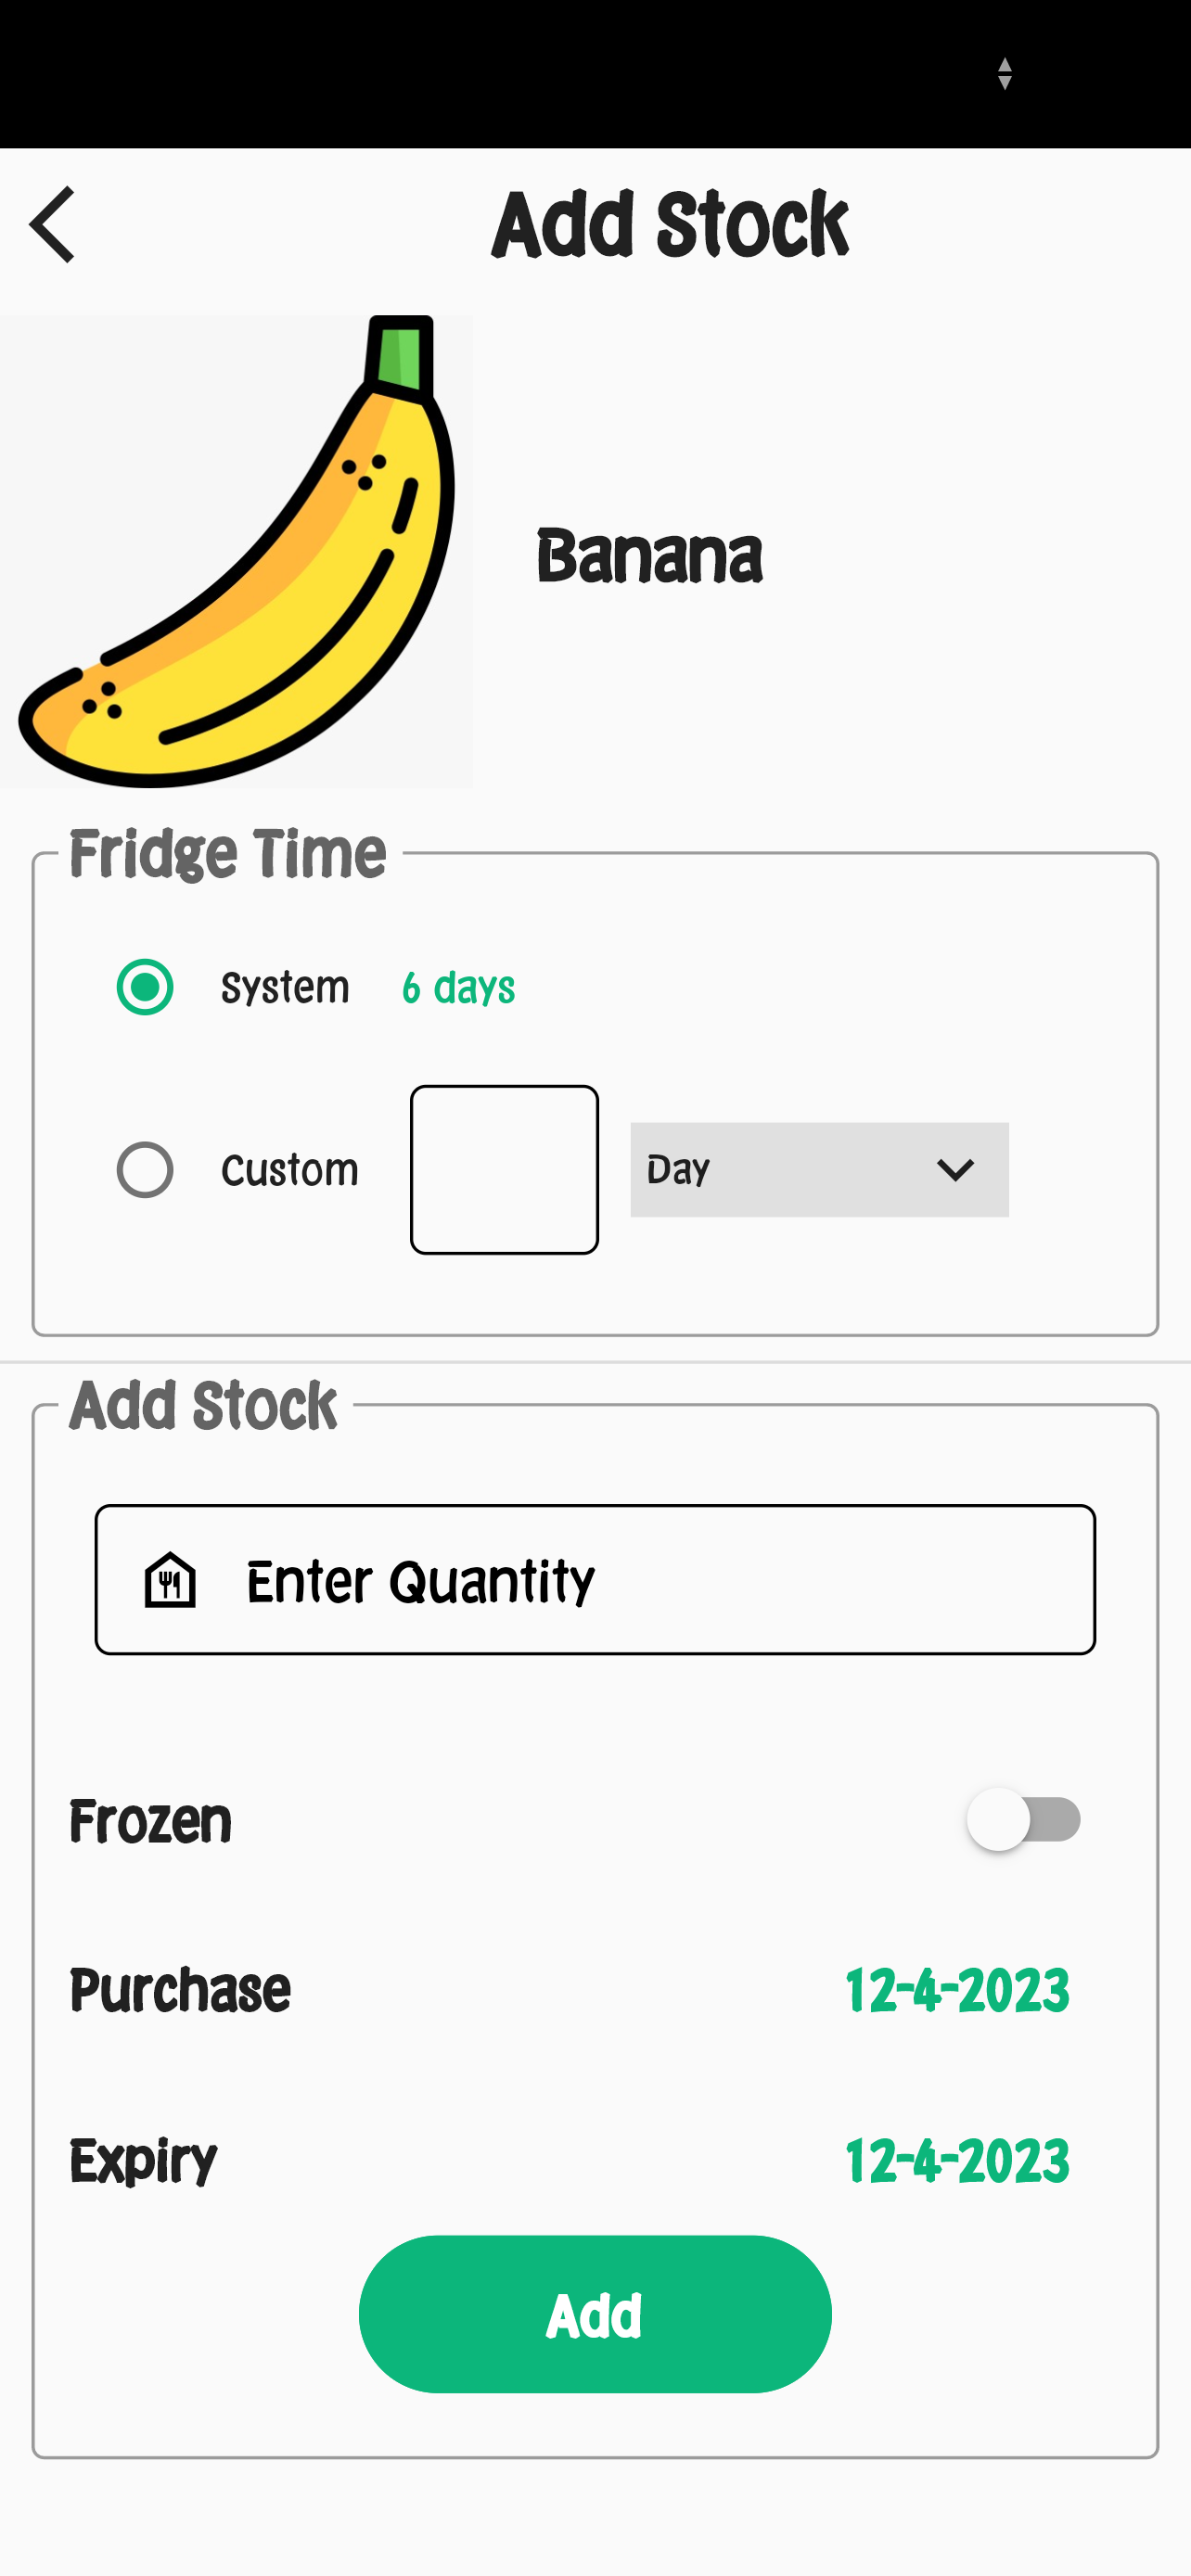 Add Stock
Banana
Fridge Time
System 6 days
Custom Day
Add Stock
Enter Quantity
Frozen
Purchase 12-4-2023
Expiry 12-4-2023
Add